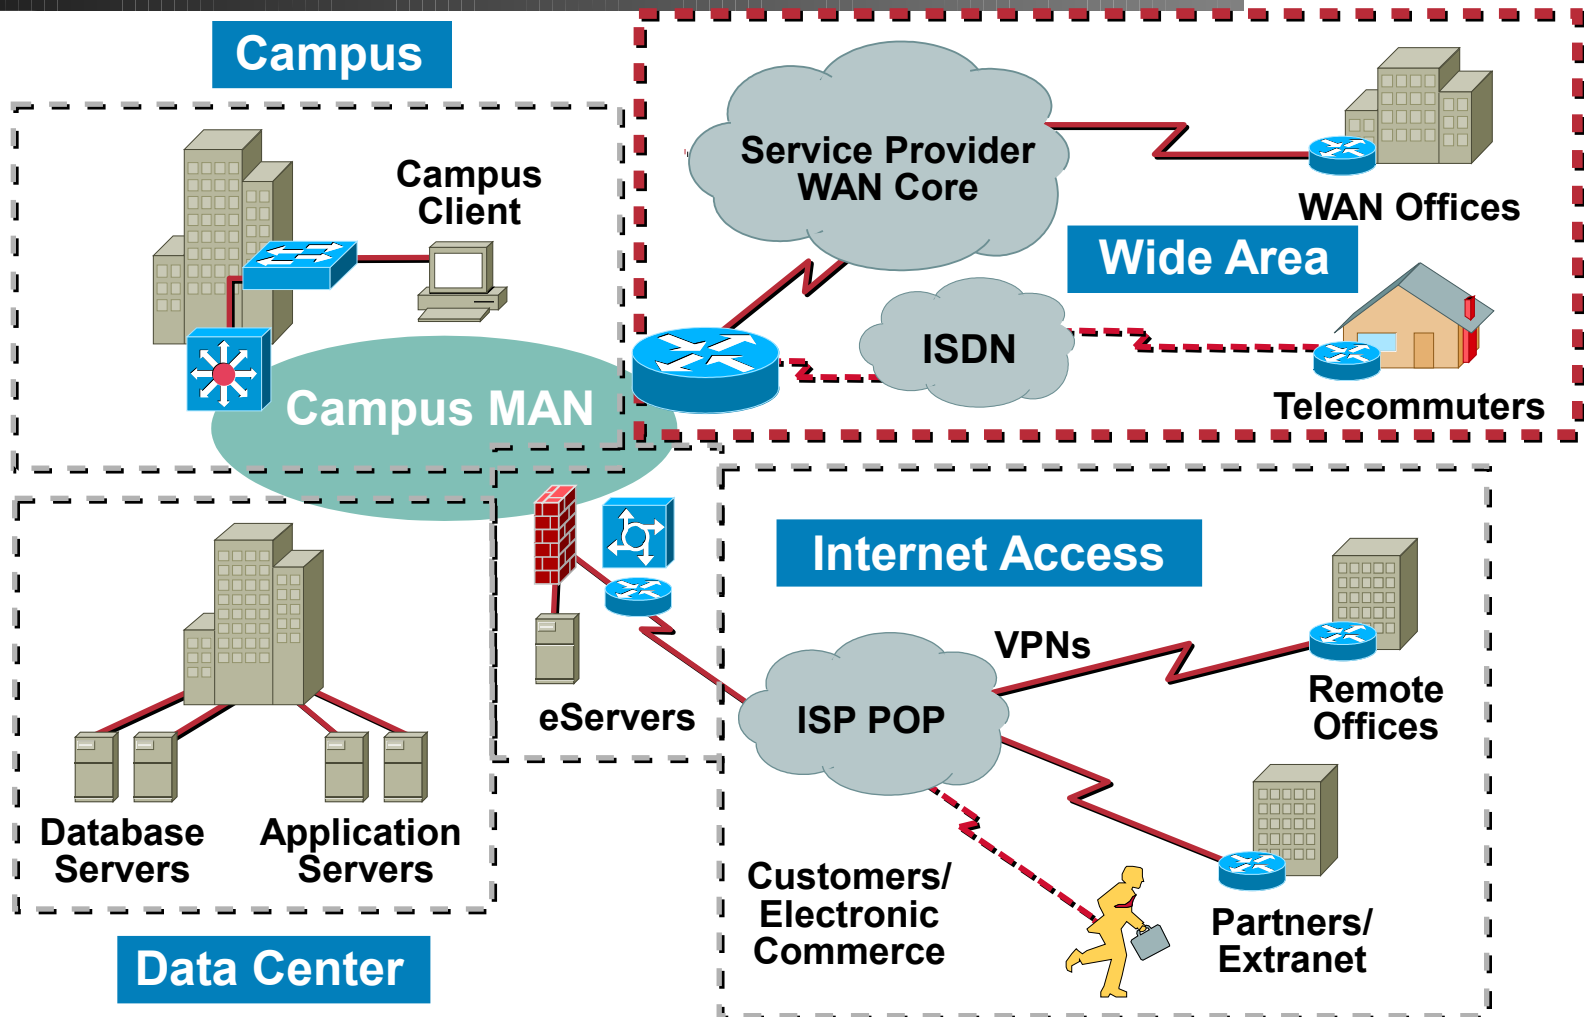 Campus
Campus
Client
Campus MAN
Service Provider
WAN Core
WAN Offices
Wide Area
ISDN
Telecommuters
Internet Access
VPNs
ISP POP
Remote
Offices
eServers
Database
Servers
Application
Servers
Data Center
Customers/
Electronic
Commerce
Partners/
Extranet